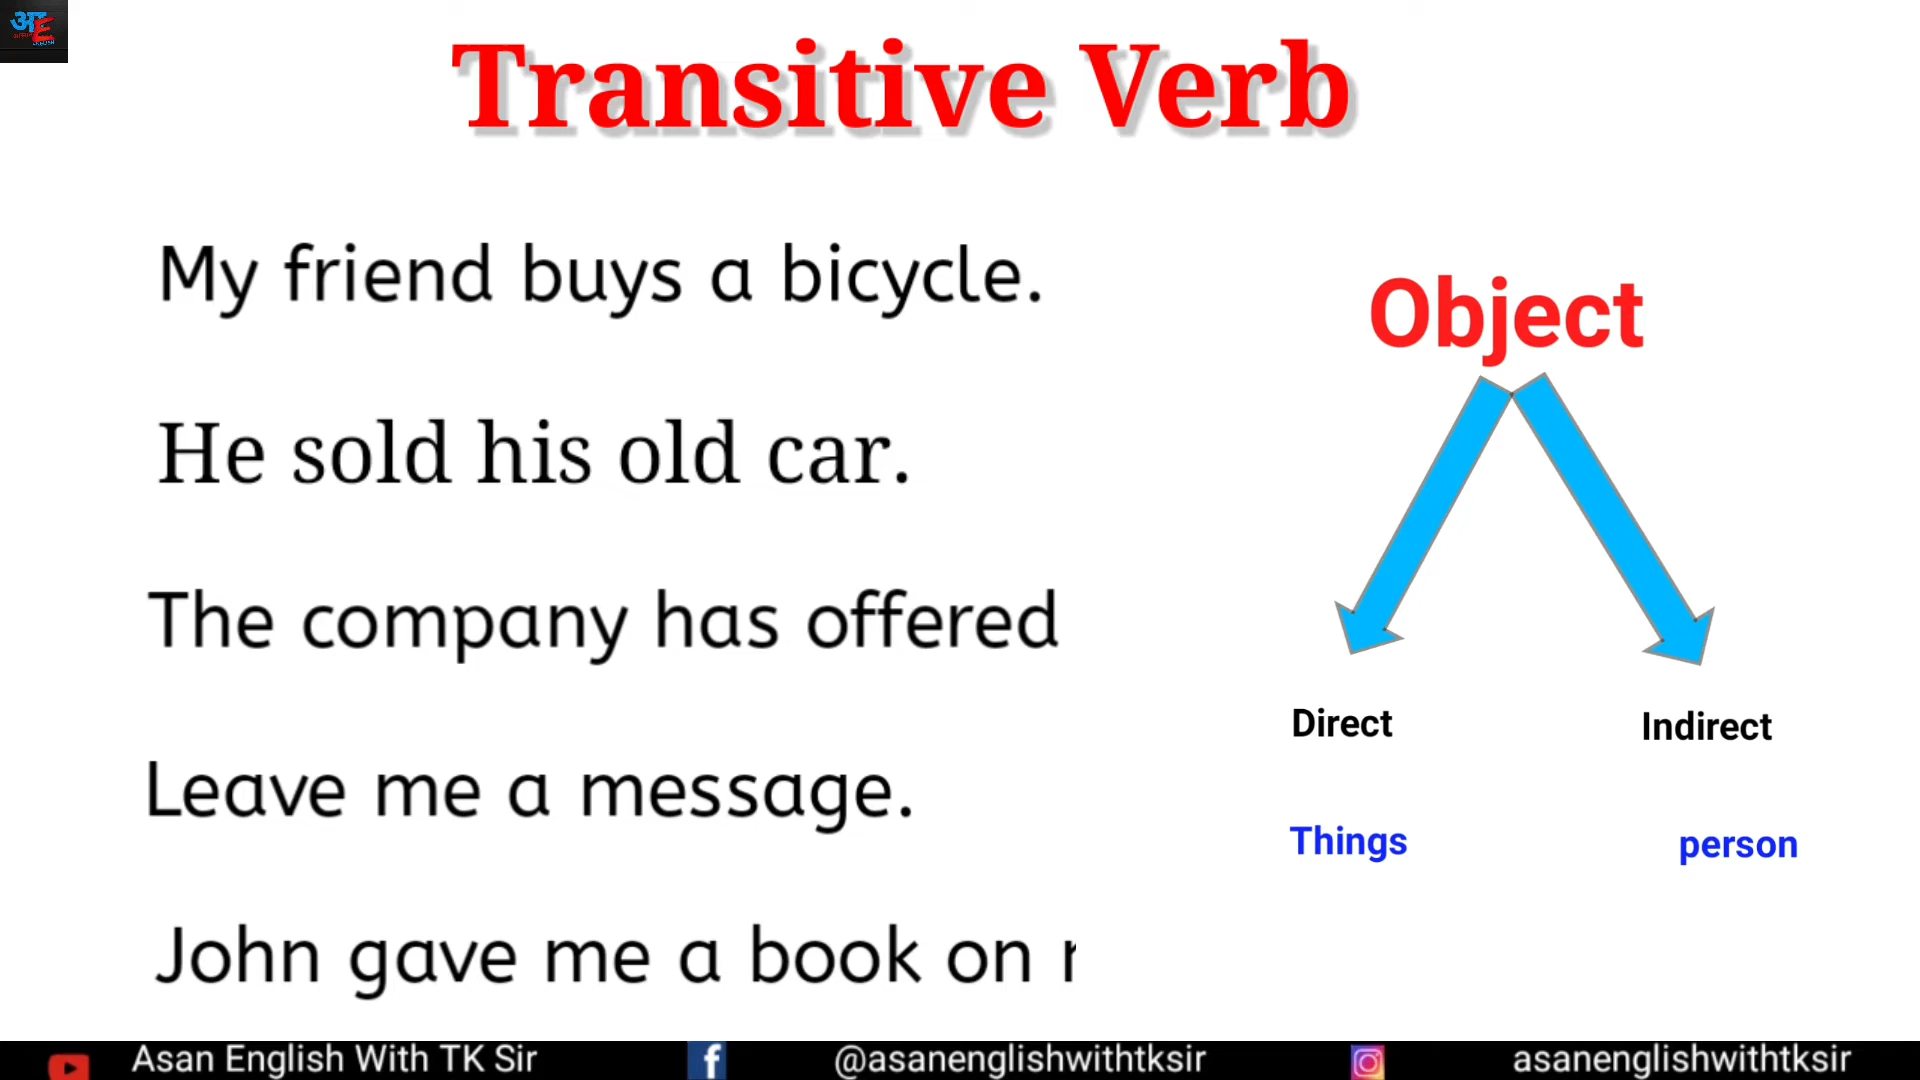 Transitive Verb
My friend buys a bicycle.
He sold his old car.
The company has offered
Leave me a message.
John gave me a book on
Object
Direct
Indirect
Things
person
Asan English With TK Sir
@asanenglishwithtksir
asanenglishwithtksir